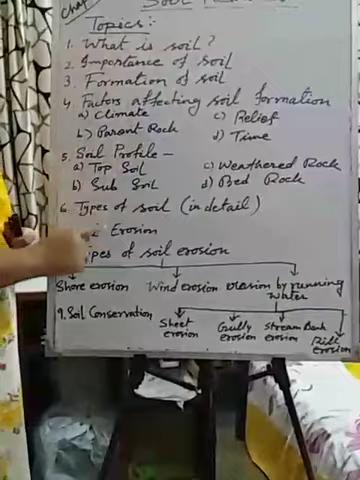 Chap
Soil
Topics:-
1. What is soil?
2. Importance of soil
3. Formation of soil
4. Factors affecting soil formation
a) Climate c) Relief
b) Parent Rock d) Time
5. Soil Profile -
a) Top Soil c) Weathered Rock
b) Sub Soil d) Bed Rock
6. Types of soil (in detail)
Erosion
ypes of soil erosion
Shore erosion Wind erosion erosion by running water
9. Soil Conservation
Sheet erosion Gully erosion Stream Bank erosion Rill erosion